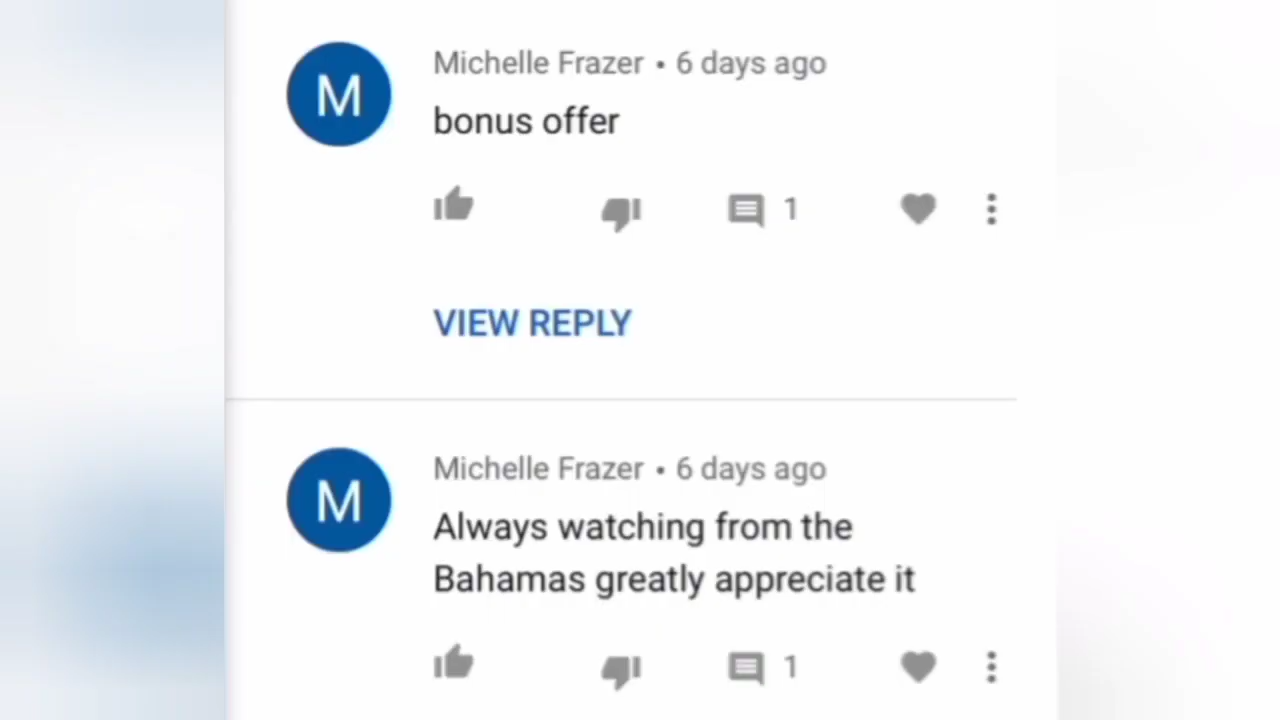 M
Michelle Frazer • 6 days ago
bonus offer
1
VIEW REPLY
M
Michelle Frazer • 6 days ago
Always watching from the
Bahamas greatly appreciate it
1